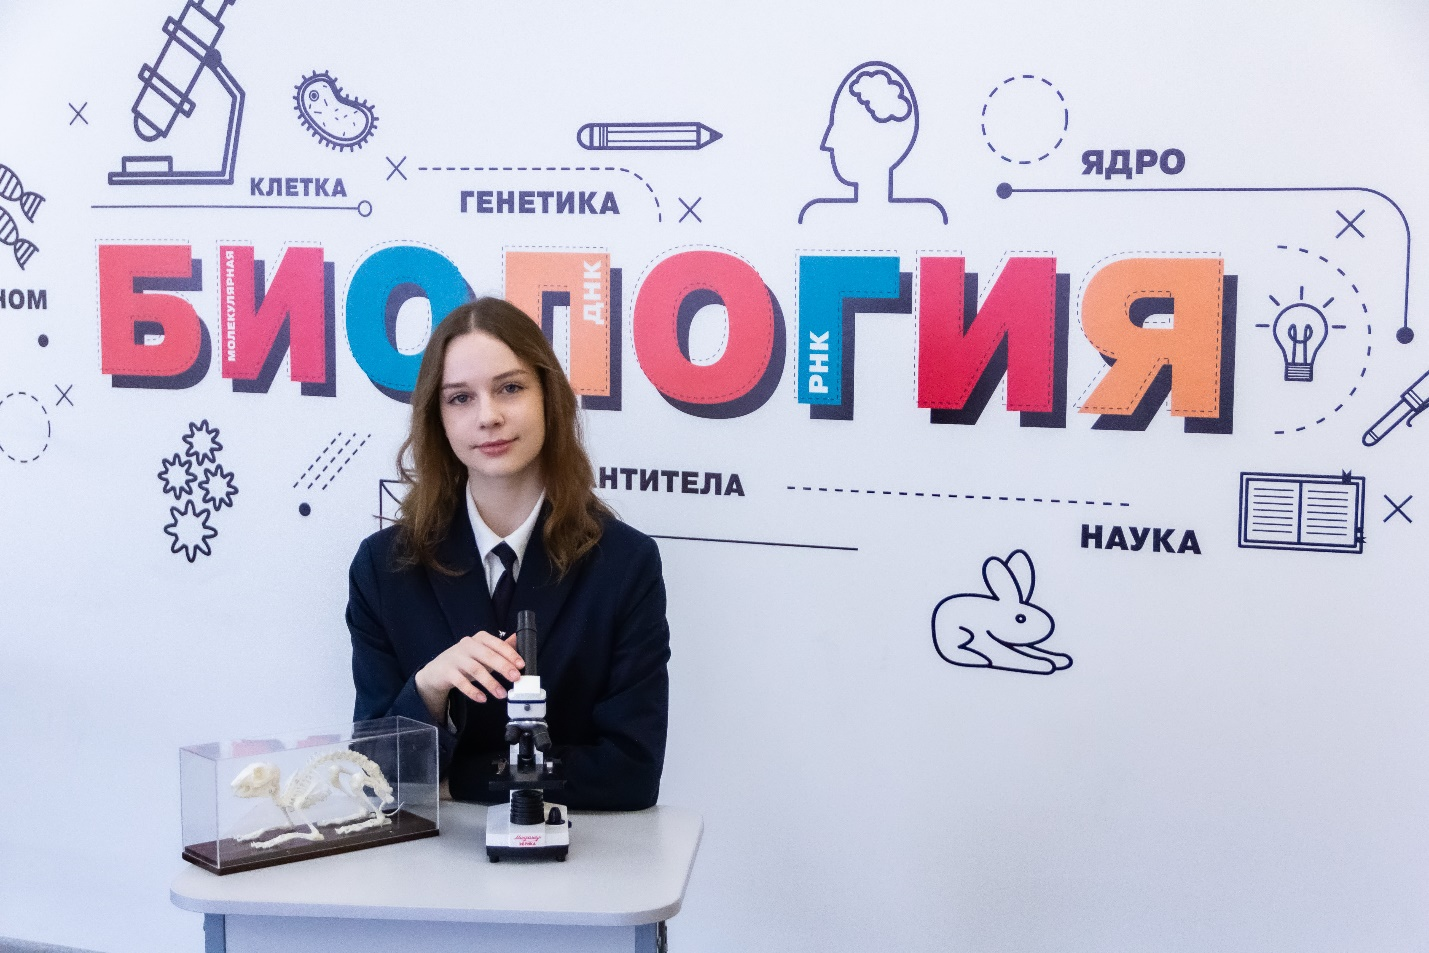 ЯДРО
КЛЕТКА
ГЕНЕТИКА
БИОЛОГИЯ
МОЛЕКУЛЯРНАЯ
ДНК
РНК
НОМ
НТИТЕЛА
НАУКА